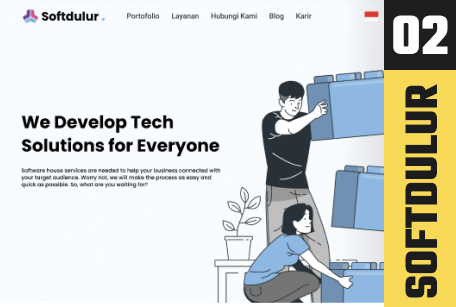 Softdulur.
Portofolio Layanan Hubungi Kami Blog Karir
We Develop Tech
Solutions for Everyone
Software house services are needed to help your business connected with
your target audience. Worry not, we will make the process as easy and
quick as possible. So, what are you waiting for?
02
SOFTDULUR